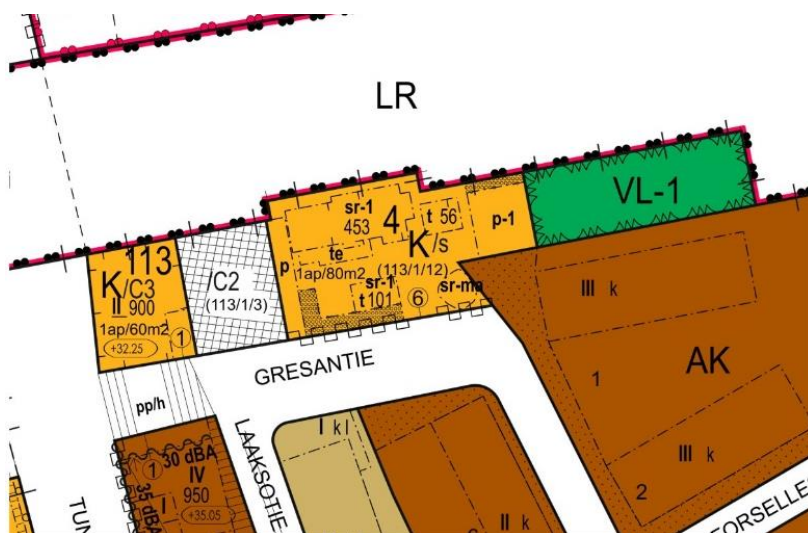 LR
VL-1
sr-1
453
4
t 56
p-1
K/s
te
1ap/80m2
(113/1/12)
p
sr-1
t 101
6
sr-ma
113
K/C3
II 900
1ap/60m2
+32.25
1
/C2
(113/1/3)
III k
AK
1
III k
2
GRESANTIE
pp/h
LAAKSOTIE
1
30 dBA
IV
950
+35.05
35 dBA
I
I k I
II k
TUN
FORSELLES